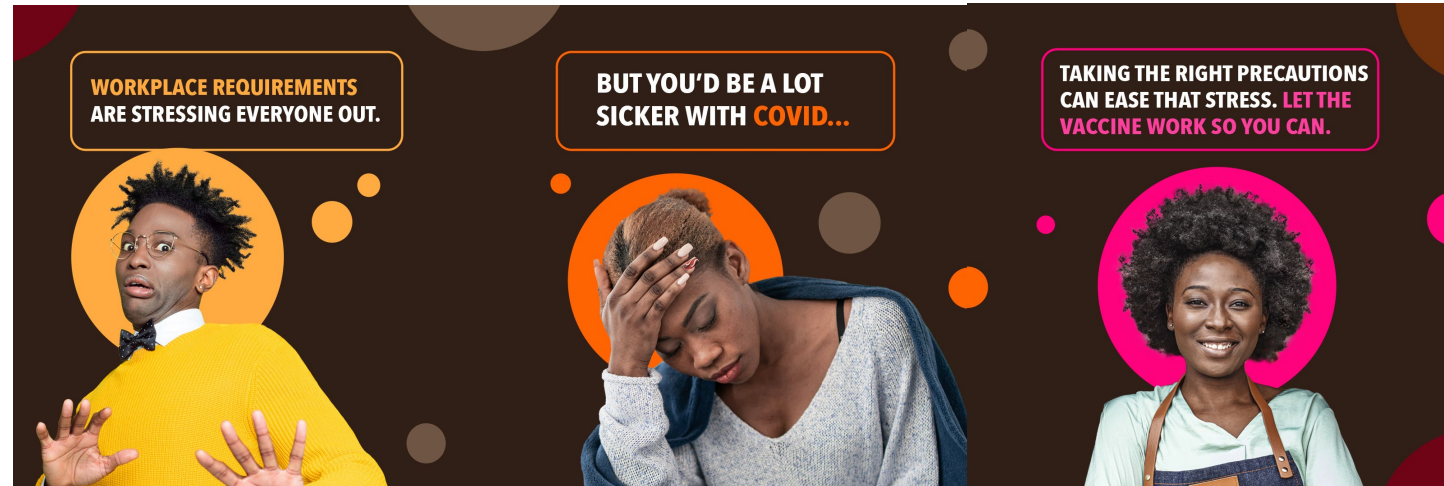 WORKPLACE REQUIREMENTS
ARE STRESSING EVERYONE OUT.
BUT YOU'D BE A LOT
SICKER WITH COVID...
TAKING THE RIGHT PRECAUTIONS
CAN EASE THAT STRESS. LET THE
VACCINE WORK SO YOU CAN.